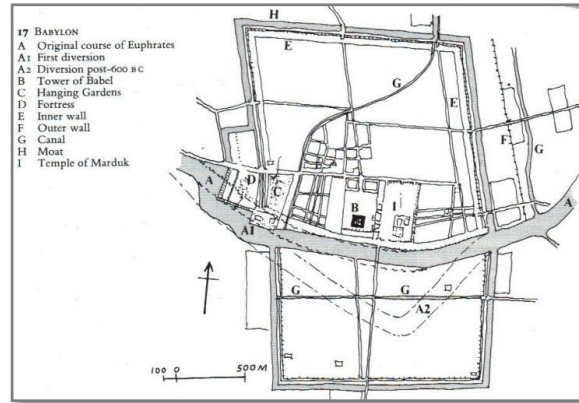 17 BABYLON
A Original course of Euphrates
A1 First diversion
A2 Diversion post-600 BC
B Tower of Babel
C Hanging Gardens
D Fortress
E Inner wall
F Outer wall
G Canal
H Moat
I Temple of Marduk
H
E
G
E
F
G
A
D
C
B
I
A
A1
G
G
A2
100 0 500 M